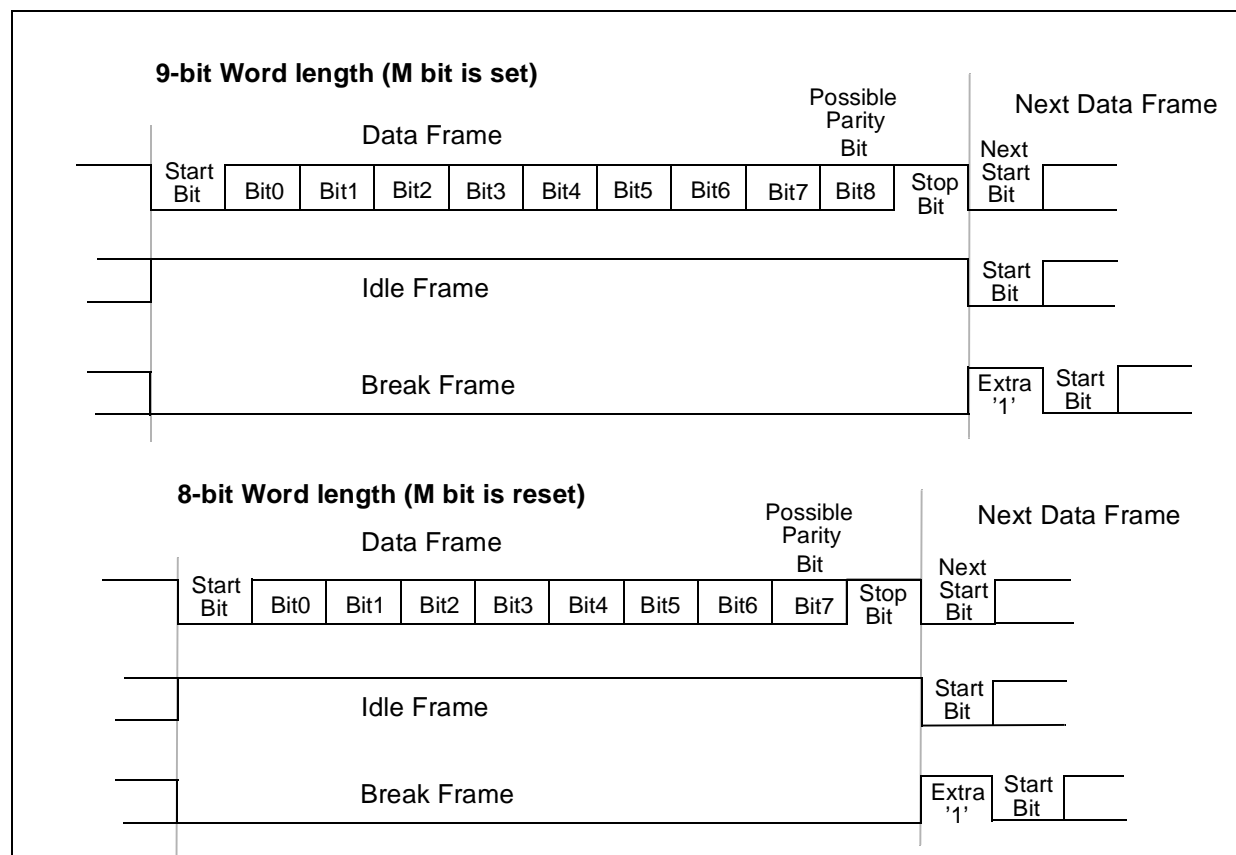 9-bit Word length (M bit is set)
Possible
Parity
Bit
Next Data Frame
Data Frame
Start
Bit
Bit0
Bit1
Bit2
Bit3
Bit4
Bit5
Bit6
Bit7
Bit8
Stop
Bit
Next
Start
Bit
Idle Frame
Start
Bit
Break Frame
Extra
’1’
Start
Bit
8-bit Word length (M bit is reset)
Possible
Parity
Bit
Next Data Frame
Data Frame
Start
Bit
Bit0
Bit1
Bit2
Bit3
Bit4
Bit5
Bit6
Bit7
Stop
Bit
Next
Start
Bit
Idle Frame
Start
Bit
Break Frame
Extra
’1’
Start
Bit